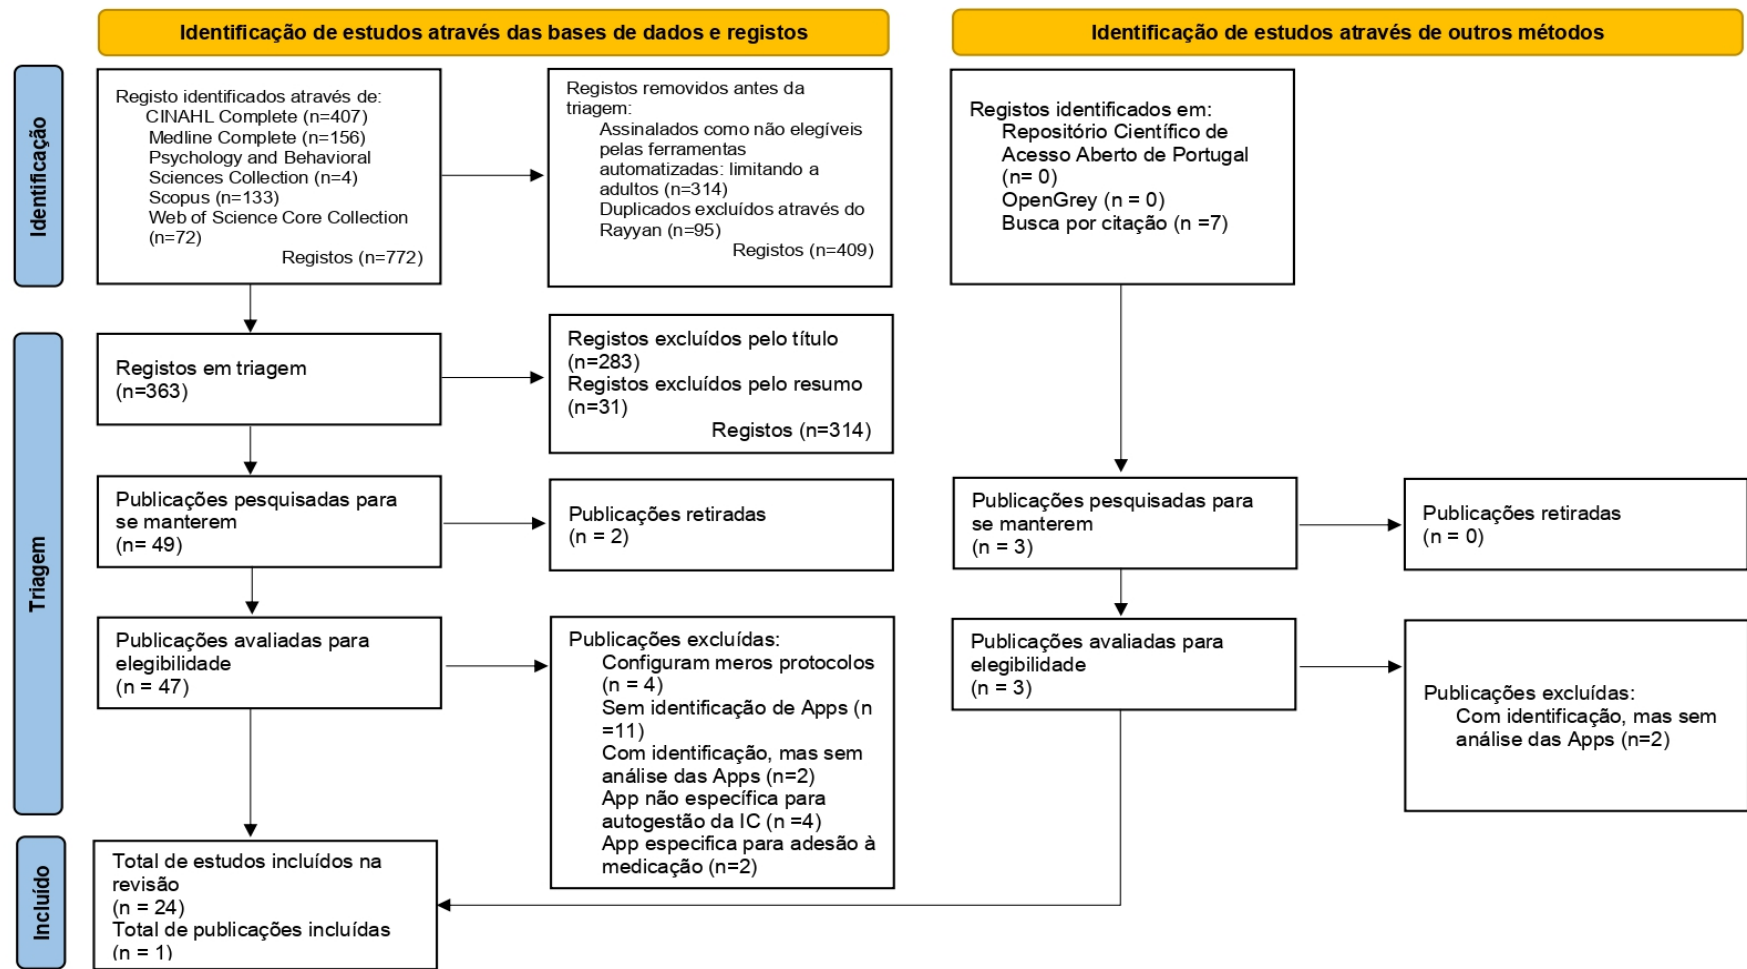 Identificação de estudos através das bases de dados e registos
Identificação de estudos através de outros métodos
Identificação
Registo identificados através de:
CINAHL Complete (n=407)
Medline Complete (n=156)
Psychology and Behavioral
Sciences Collection (n=4)
Scopus (n=133)
Web of Science Core Collection
(n=72)
Registos (n=772)
Registos removidos antes da
triagem:
Assinalados como não elegíveis
pelas ferramentas
automatizadas: limitando a
adultos (n=314)
Duplicados excluídos através do
Rayyan (n=95)
Registos (n=409)
Registos identificados em:
Repositório Científico de
Acesso Aberto de Portugal
(n= 0)
OpenGrey (n = 0)
Busca por citação (n =7)
Triagem
Registos em triagem
(n=363)
Registos excluídos pelo título
(n=283)
Registos excluídos pelo resumo
(n=31)
Registos (n=314)
Publicações pesquisadas para
se manterem
(n= 49)
Publicações retiradas
(n = 2)
Publicações pesquisadas para
se manterem
(n = 3)
Publicações retiradas
(n = 0)
Publicações avaliadas para
elegibilidade
(n = 47)
Publicações excluídas:
Configuram meros protocolos
(n = 4)
Sem identificação de Apps (n
=11)
Com identificação, mas sem
análise das Apps (n=2)
App não específica para
autogestão da IC (n =4)
App especifica para adesão à
medicação (n=2)
Publicações avaliadas para
elegibilidade
(n = 3)
Publicações excluídas:
Com identificação, mas sem
análise das Apps (n=2)
Incluído
Total de estudos incluídos na
revisão
(n = 24)
Total de publicações incluídas
(n = 1)